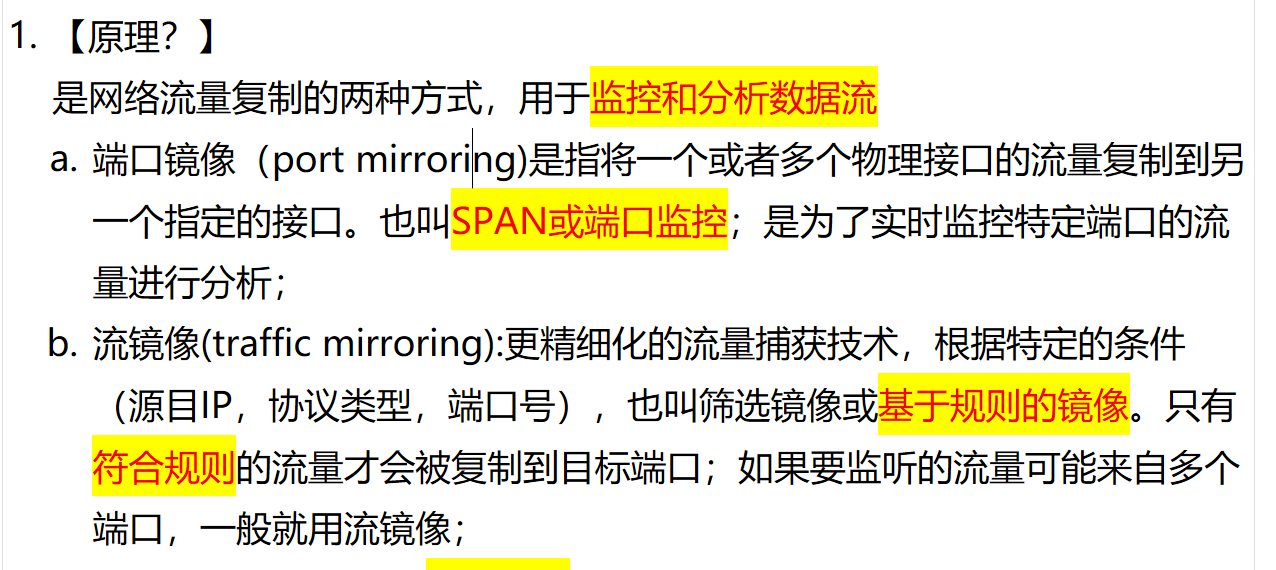 1. 【原理？】
是网络流量复制的两种方式，用于监控和分析数据流
a. 端口镜像（port mirroring)是指将一个或者多个物理接口的流量复制到另
一个指定的接口。也叫SPAN或端口监控；是为了实时监控特定端口的流
量进行分析；
b. 流镜像(traffic mirroring):更精细化的流量捕获技术，根据特定的条件
（源目IP，协议类型，端口号），也叫筛选镜像或基于规则的镜像。只有
符合规则的流量才会被复制到目标端口；如果要监听的流量可能来自多个
端口，一般就用流镜像；